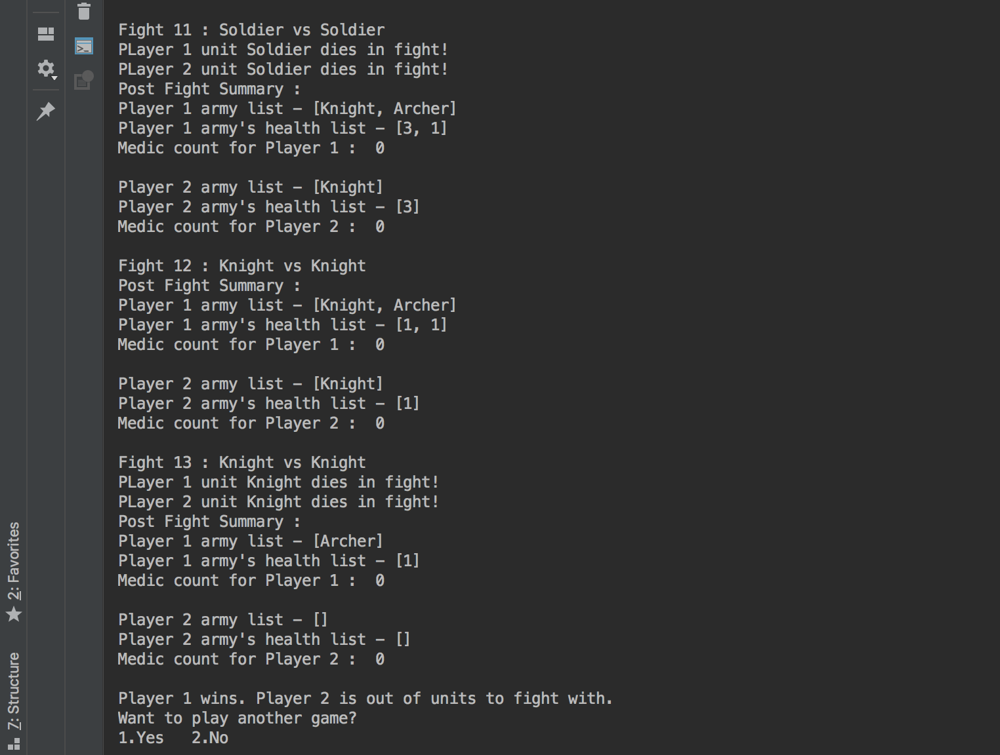 Fight 11 : Soldier vs Soldier
PLayer 1 unit Soldier dies in fight!
PLayer 2 unit Soldier dies in fight!
Post Fight Summary :
Player 1 army list – [Knight, Archer]
Player 1 army's health list – [3, 1]
Medic count for Player 1 :  0
Player 2 army list – [Knight]
Player 2 army's health list – [3]
Medic count for Player 2 :  0
Fight 12 : Knight vs Knight
Post Fight Summary :
Player 1 army list – [Knight, Archer]
Player 1 army's health list – [1, 1]
Medic count for Player 1 :  0
Player 2 army list – [Knight]
Player 2 army's health list – [1]
Medic count for Player 2 :  0
Fight 13 : Knight vs Knight
PLayer 1 unit Knight dies in fight!
PLayer 2 unit Knight dies in fight!
Post Fight Summary :
Player 1 army list – [Archer]
Player 1 army's health list – [1]
Medic count for Player 1 :  0
Player 2 army list – []
Player 2 army's health list – []
Medic count for Player 2 :  0
Player 1 wins. Player 2 is out of units to fight with.
Want to play another game?
1.Yes   2.No
2: Favorites
7: Structure